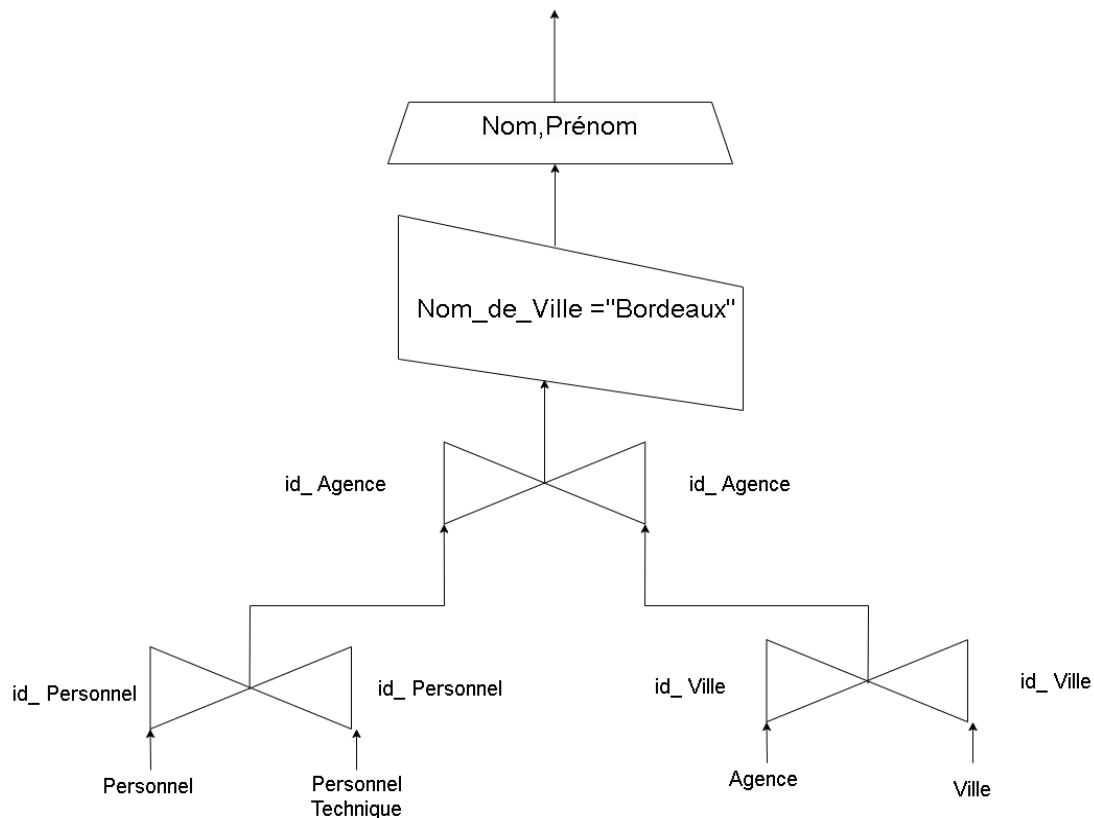 Nom,Prénom
Nom_de_Ville ="Bordeaux"
id_ Agence
id_ Agence
id_ Personnel
id_ Personnel
id_ Ville
id_ Ville
Personnel
Personnel
Technique
Agence
Ville